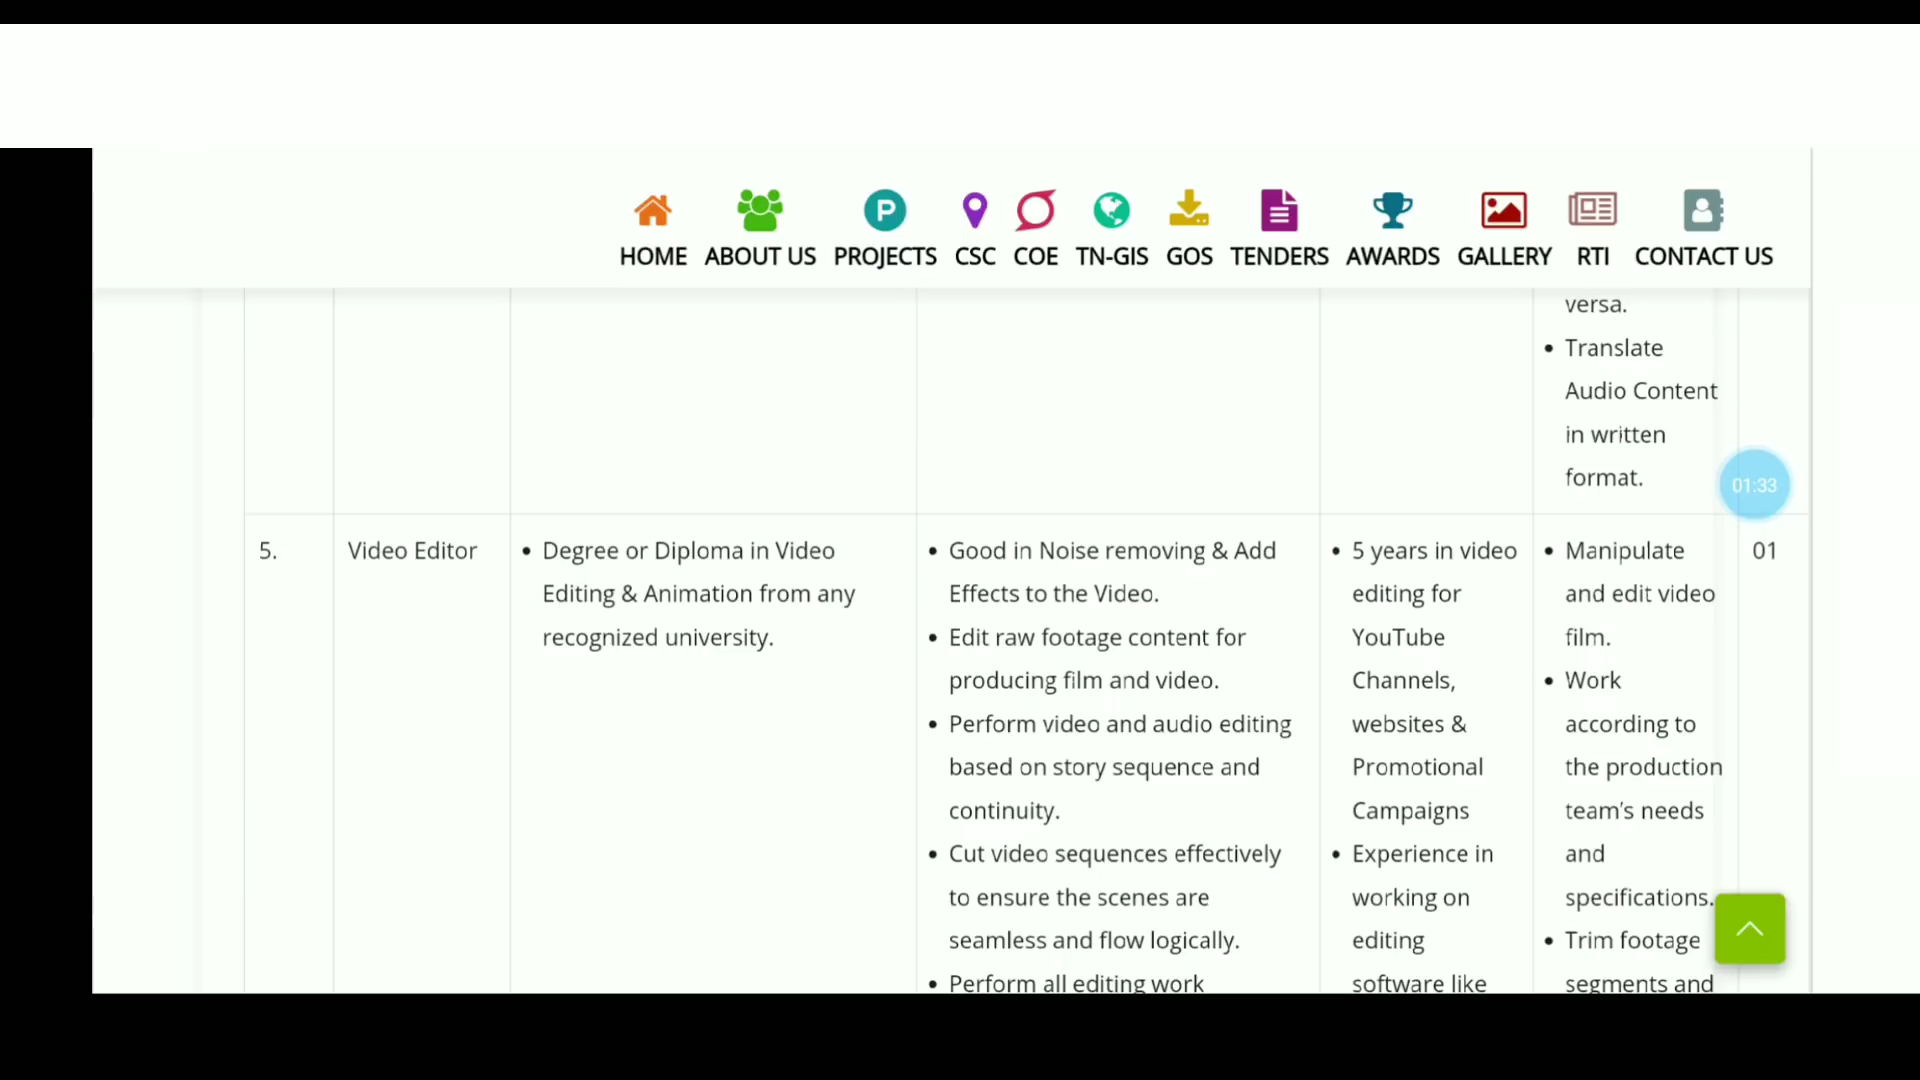 HOME ABOUT US PROJECTS CSC COE TN-GIS GOS TENDERS AWARDS GALLERY RTI CONTACT US
versa.
Translate
Audio Content
in written
format.
01:33
5.
Video Editor
Degree or Diploma in Video
Editing & Animation from any
recognized university.
Good in Noise removing & Add
Effects to the Video.
Edit raw footage content for
producing film and video.
Perform video and audio editing
based on story sequence and
continuity.
Cut video sequences effectively
to ensure the scenes are
seamless and flow logically.
Perform all editing work
5 years in video
editing for
YouTube
Channels,
websites &
Promotional
Campaigns
Experience in
working on
editing
software like
Manipulate
and edit video
film.
Work
according to
the production
team's needs
and
specifications.
Trim footage
segments and
01